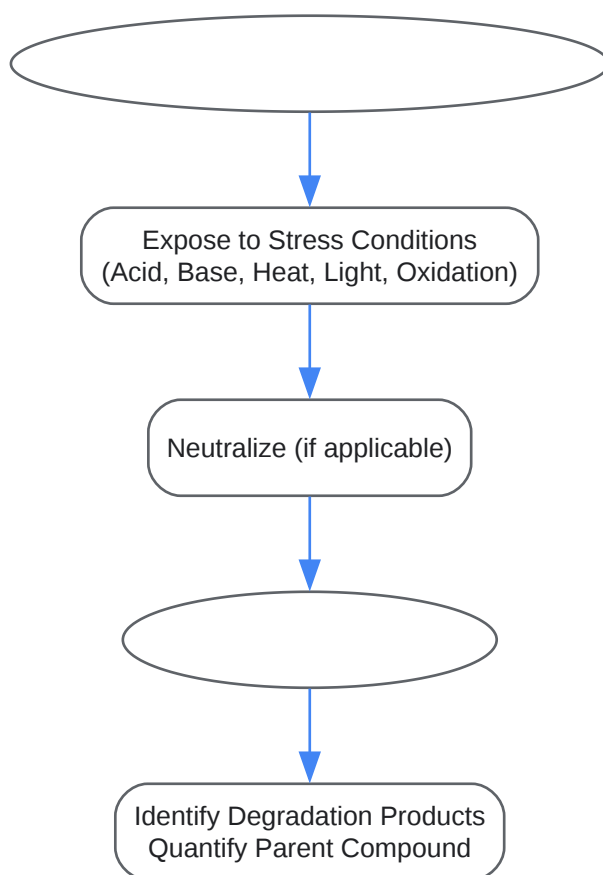 Expose to Stress Conditions
(Acid, Base, Heat, Light, Oxidation)
Neutralize (if applicable)
Identify Degradation Products
Quantify Parent Compound